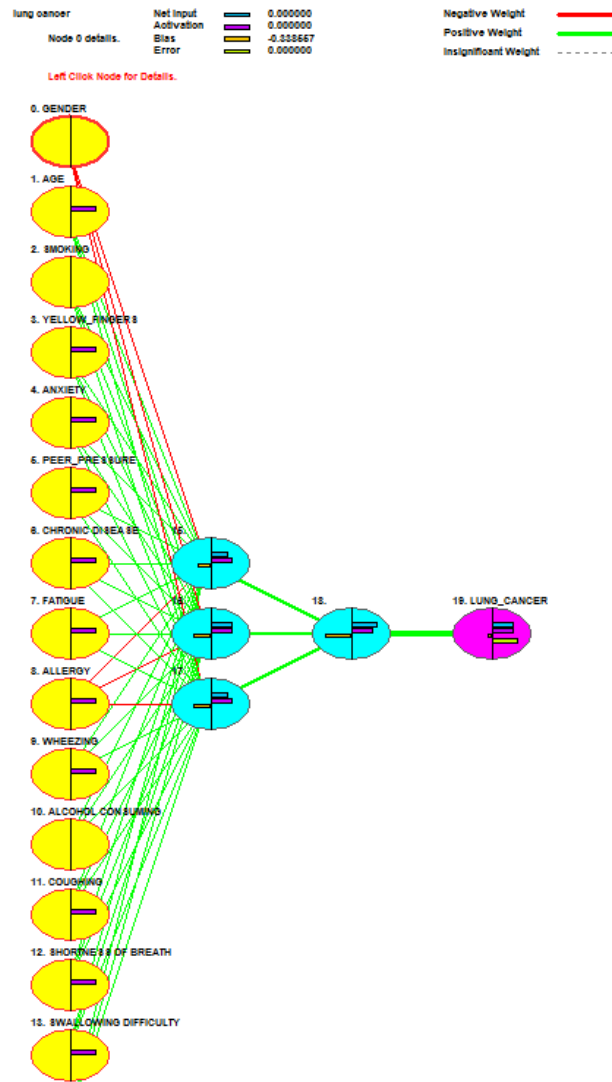 lung cancer
Net Input 0.000000
Negative Weight
Activation 0.000000
Positive Weight
Node 0 details.
Bias -0.338557
Error 0.000000
Insignificant Weight
Left Click Node for Details.
0. GENDER
1. AGE
2. SMOKING
3. YELLOW_FINGERS
4. ANXIETY
5. PEER_PRESSURE
6. CHRONIC DISEASE
15.
7. FATIGUE
16.
18.
19. LUNG_CANCER
8. ALLERGY
17.
9. WHEEZING
10. ALCOHOL CONSUMING
11. COUGHING
12. SHORTNESS OF BREATH
13. SWALLOWING DIFFICULTY